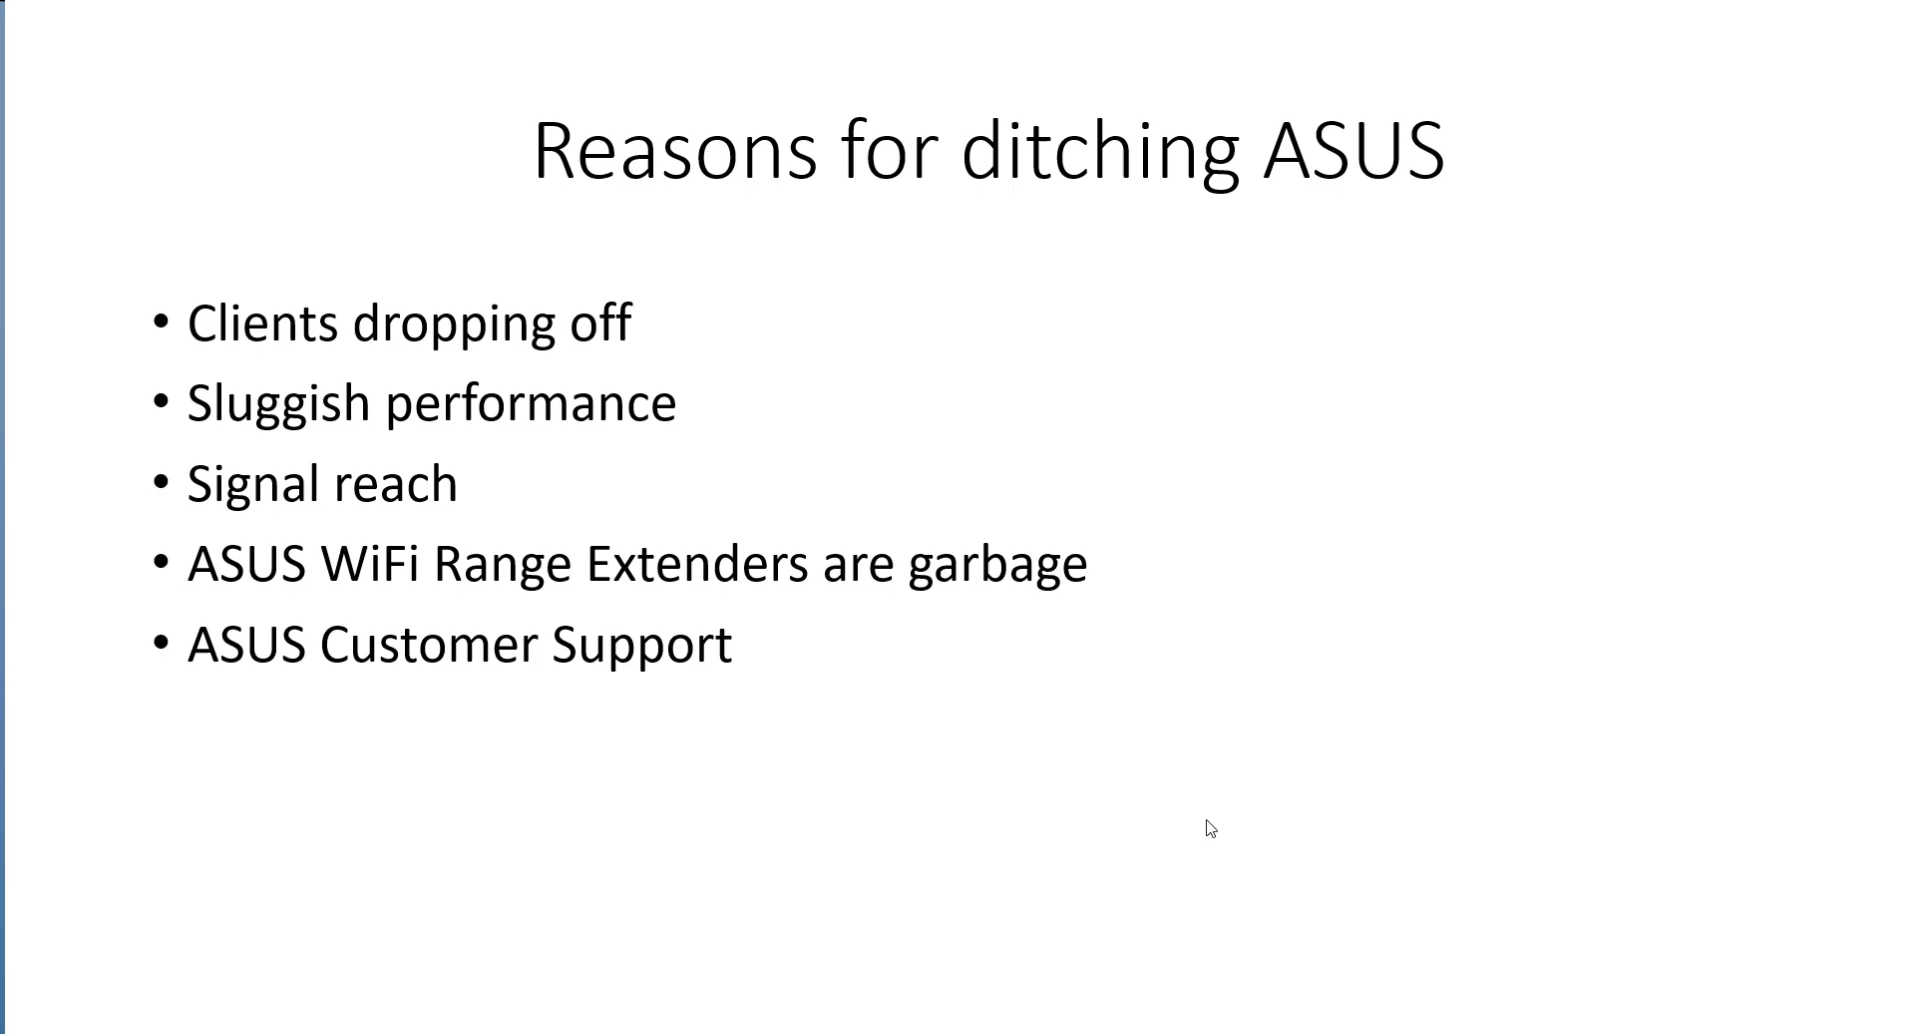 Reasons for ditching ASUS
• Clients dropping off
• Sluggish performance
• Signal reach
• ASUS WiFi Range Extenders are garbage
• ASUS Customer Support